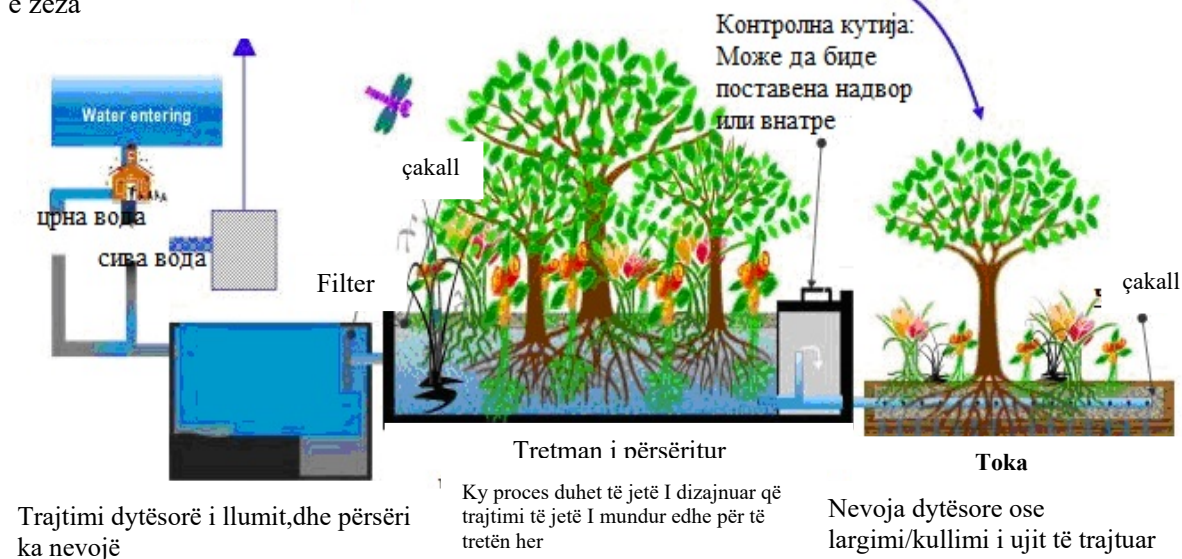 e zeza
Контролна кутија:
Може да биде
поставена надвор
или внатре
Water entering
çakall
црна вода
сива вода
Filter
çakall
Tretman i përsëritur
Toka
Trajtimi dytësorë i llumit,dhe përsëri
ka nevojë
Ky proces duhet të jetë I dizajnuar që
trajtimi të jetë I mundur edhe për të
tretën her
Nevoja dytësore ose
largimi/kullimi i ujit të trajtuar